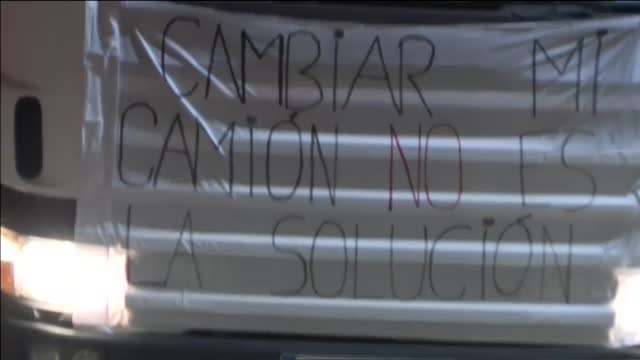 CAMBIAR MI
CAMIÓN NO ES
LA SOLUCIÓN